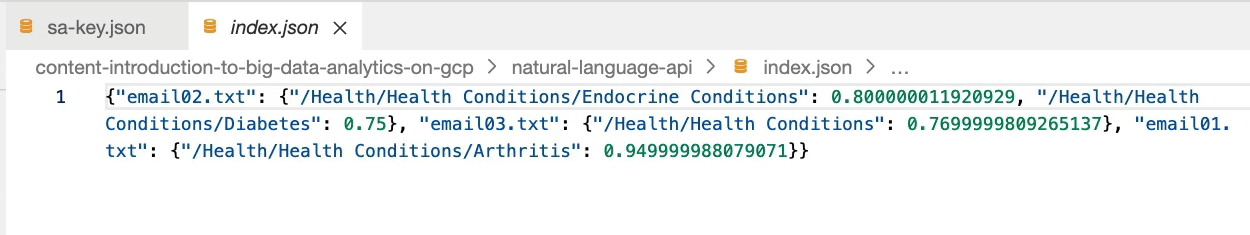 sa-key.json index.json ×
content-introduction-to-big-data-analytics-on-gcp > natural-language-api > index.json > ...
1 {"email02.txt": {"/Health/Health Conditions/Endocrine Conditions": 0.800000011920929, "/Health/Health
Conditions/Diabetes": 0.75}, "email03.txt": {"/Health/Health Conditions": 0.7699999809265137}, "email01.
txt": {"/Health/Health Conditions/Arthritis": 0.949999988079071}}